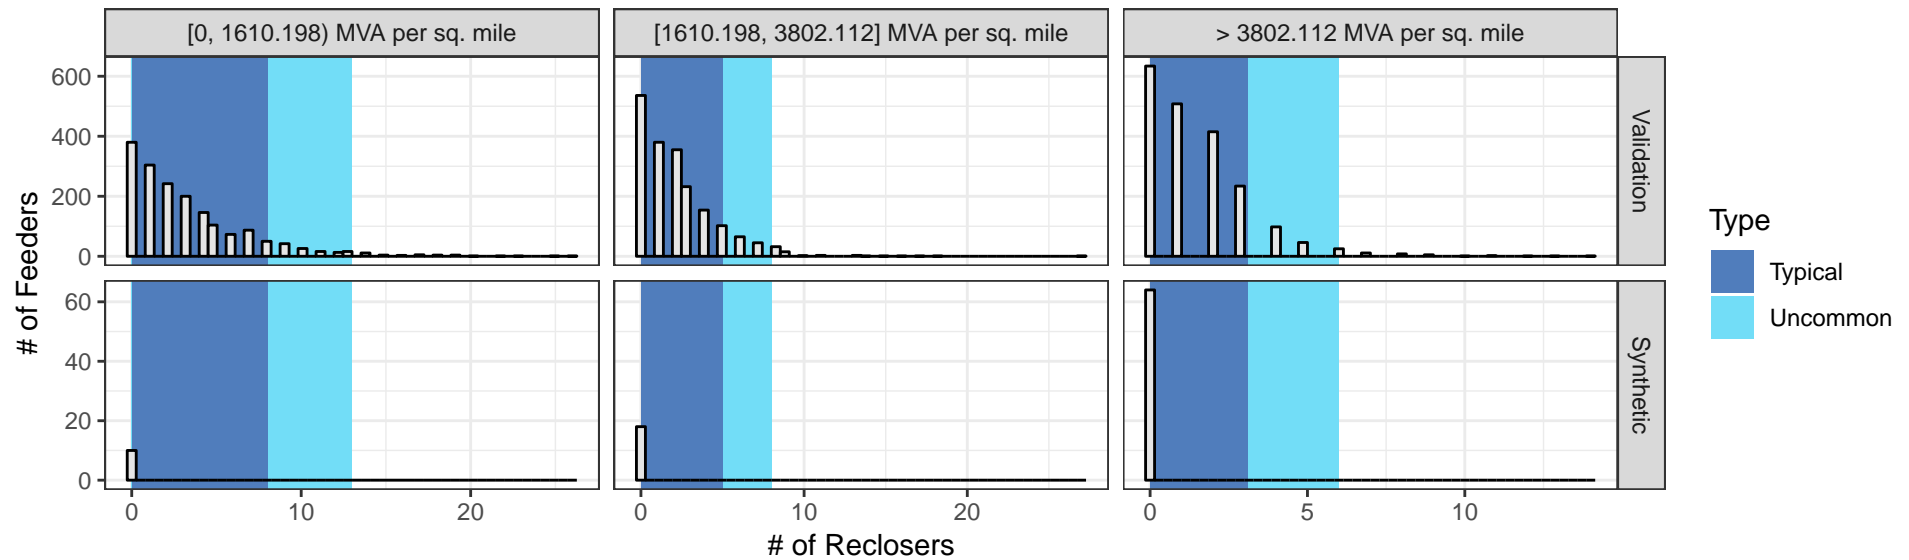 [0, 1610.198) MVA per sq. mile
[1610.198, 3802.112] MVA per sq. mile
> 3802.112 MVA per sq. mile
# of Feeders
600
400
200
0
Validation
60
40
20
0
Synthetic
0 10 20
0 10 20
0 5 10
# of Reclosers
Type
Typical
Uncommon